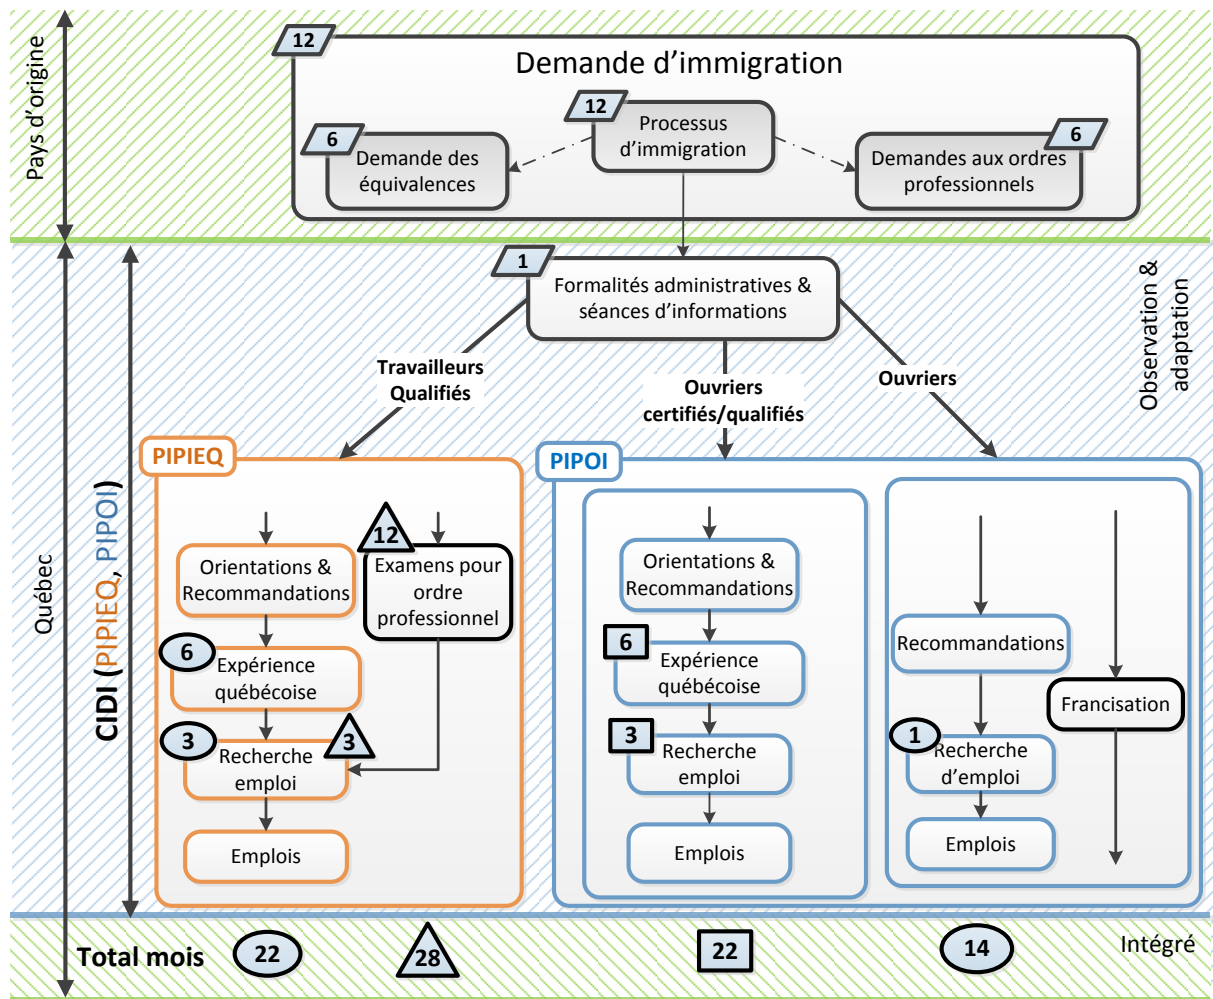 Pays d’origine
12
Demande d’immigration
12
Processus
d’immigration
6
Demande des
équivalences
6
Demandes aux ordres
professionnels
Québec
CIDI (PIPIEQ, PIPOI)
1
Formalités administratives &
séances d’informations
Observation &
adaptation
Travailleurs
Qualifiés
Ouvriers
certifiés/qualifiés
Ouvriers
PIPIEQ
Orientations &
Recommandations
12
Examens pour
ordre
professionnel
6
Expérience
québécoise
3
3
Recherche
emploi
Emplois
PIPOI
Orientations &
Recommandations
6
Expérience
québécoise
3
Recherche
emploi
Emplois
Recommandations
Francisation
1
Recherche
d’emploi
Emplois
Total mois
22
28
22
14
Intégré